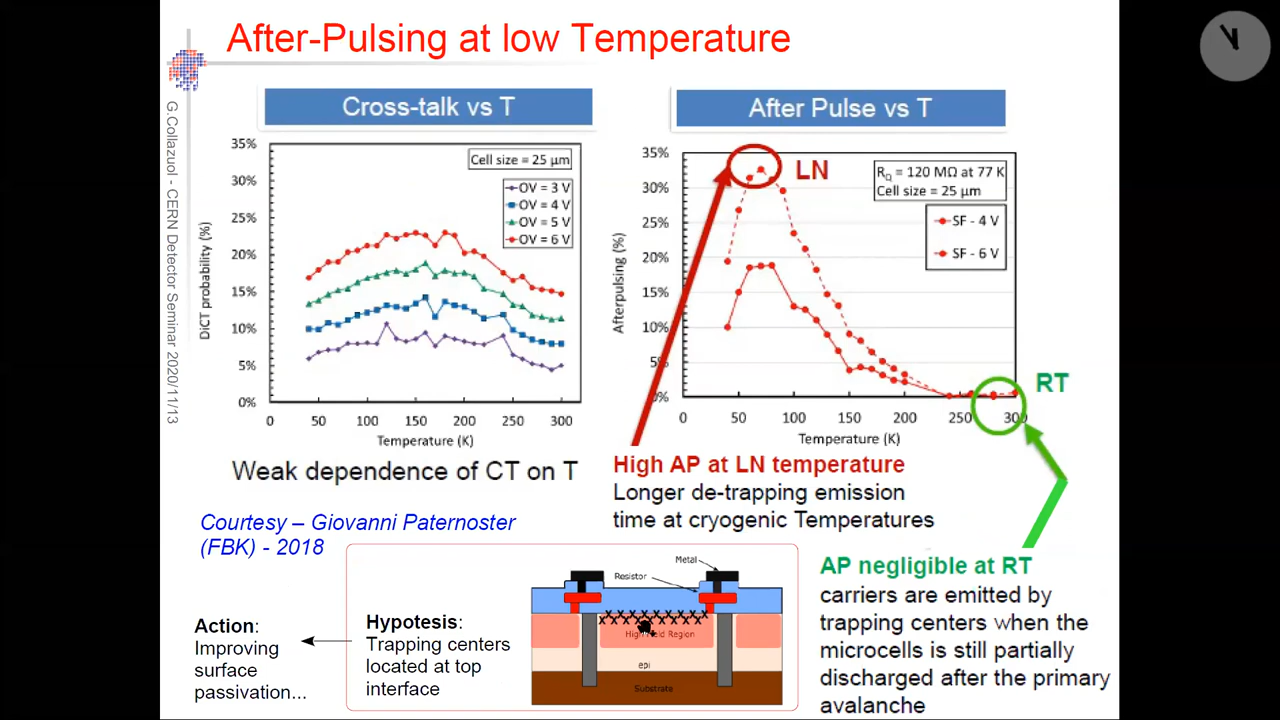 After-Pulsing at low Temperature
G.Collazuol - CERN Detector Seminar 2020/11/13
Cross-talk vs T
35%
30%
25%
20%
15%
10%
5%
0%
DiCT probability (%)
Cell size = 25 µm
OV = 3 V
OV = 4 V
OV = 5 V
OV = 6 V
0 50 100 150 200 250 300
Temperature (K)
Weak dependence of CT on T
After Pulse vs T
35%
30%
25%
20%
15%
10%
5%
0%
Afterpulsing (%)
LN
RQ = 120 MΩ at 77 K
Cell size = 25 µm
SF - 4 V
SF - 6 V
RT
0 50 100 150 200 250 300
Temperature (K)
High AP at LN temperature
Longer de-trapping emission
time at cryogenic Temperatures
Courtesy – Giovanni Paternoster
(FBK) - 2018
Action:
Improving
surface
passivation...
Hypotesis:
Trapping centers
located at top
interface
Metal
Resistor
High Field Region
epi
Substrate
AP negligible at RT
carriers are emitted by
trapping centers when the
microcells is still partially
discharged after the primary
avalanche